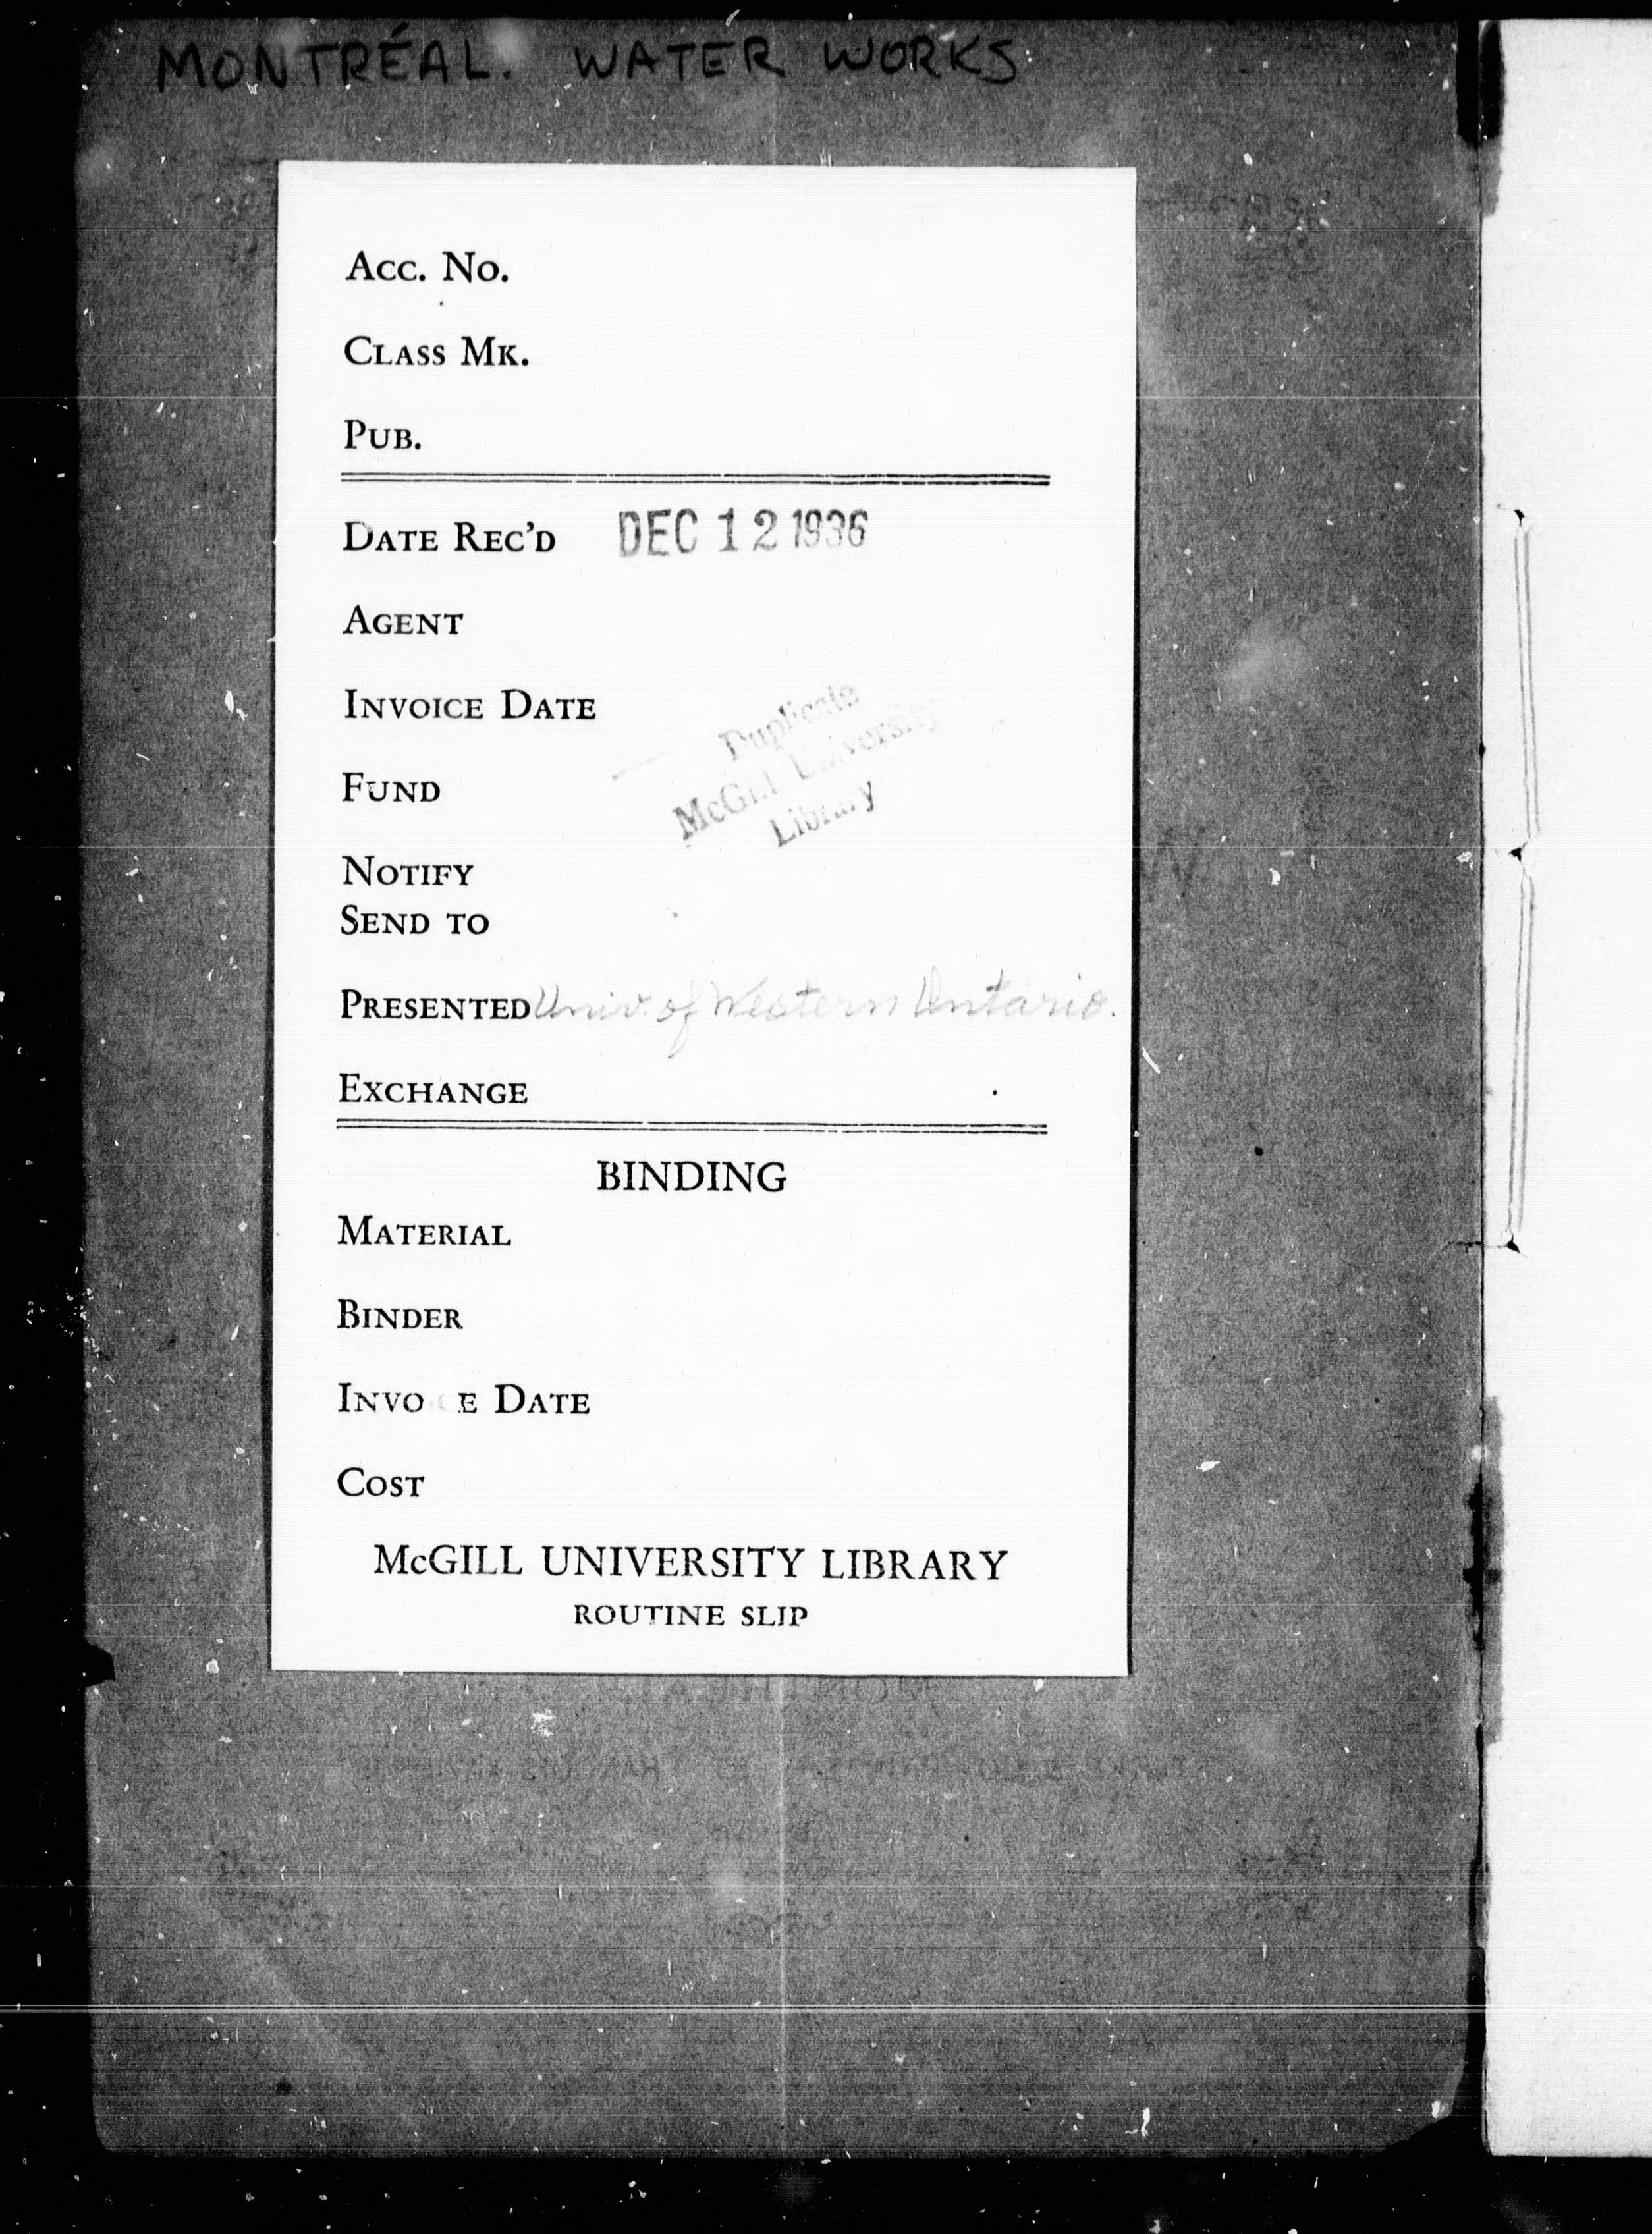 MONTRÉAL. WATER WORKS.
Acc. No.
Class Mk.
Pub.
Date Rec'd DEC 12 1936
Agent
Invoice Date
Duplicate
McGill University
Library
Fund
Notify
Send to
Presented Univ. of Western Ontario.
Exchange
BINDING
Material
Binder
Invo ce Date
Cost
McGILL UNIVERSITY LIBRARY
ROUTINE SLIP